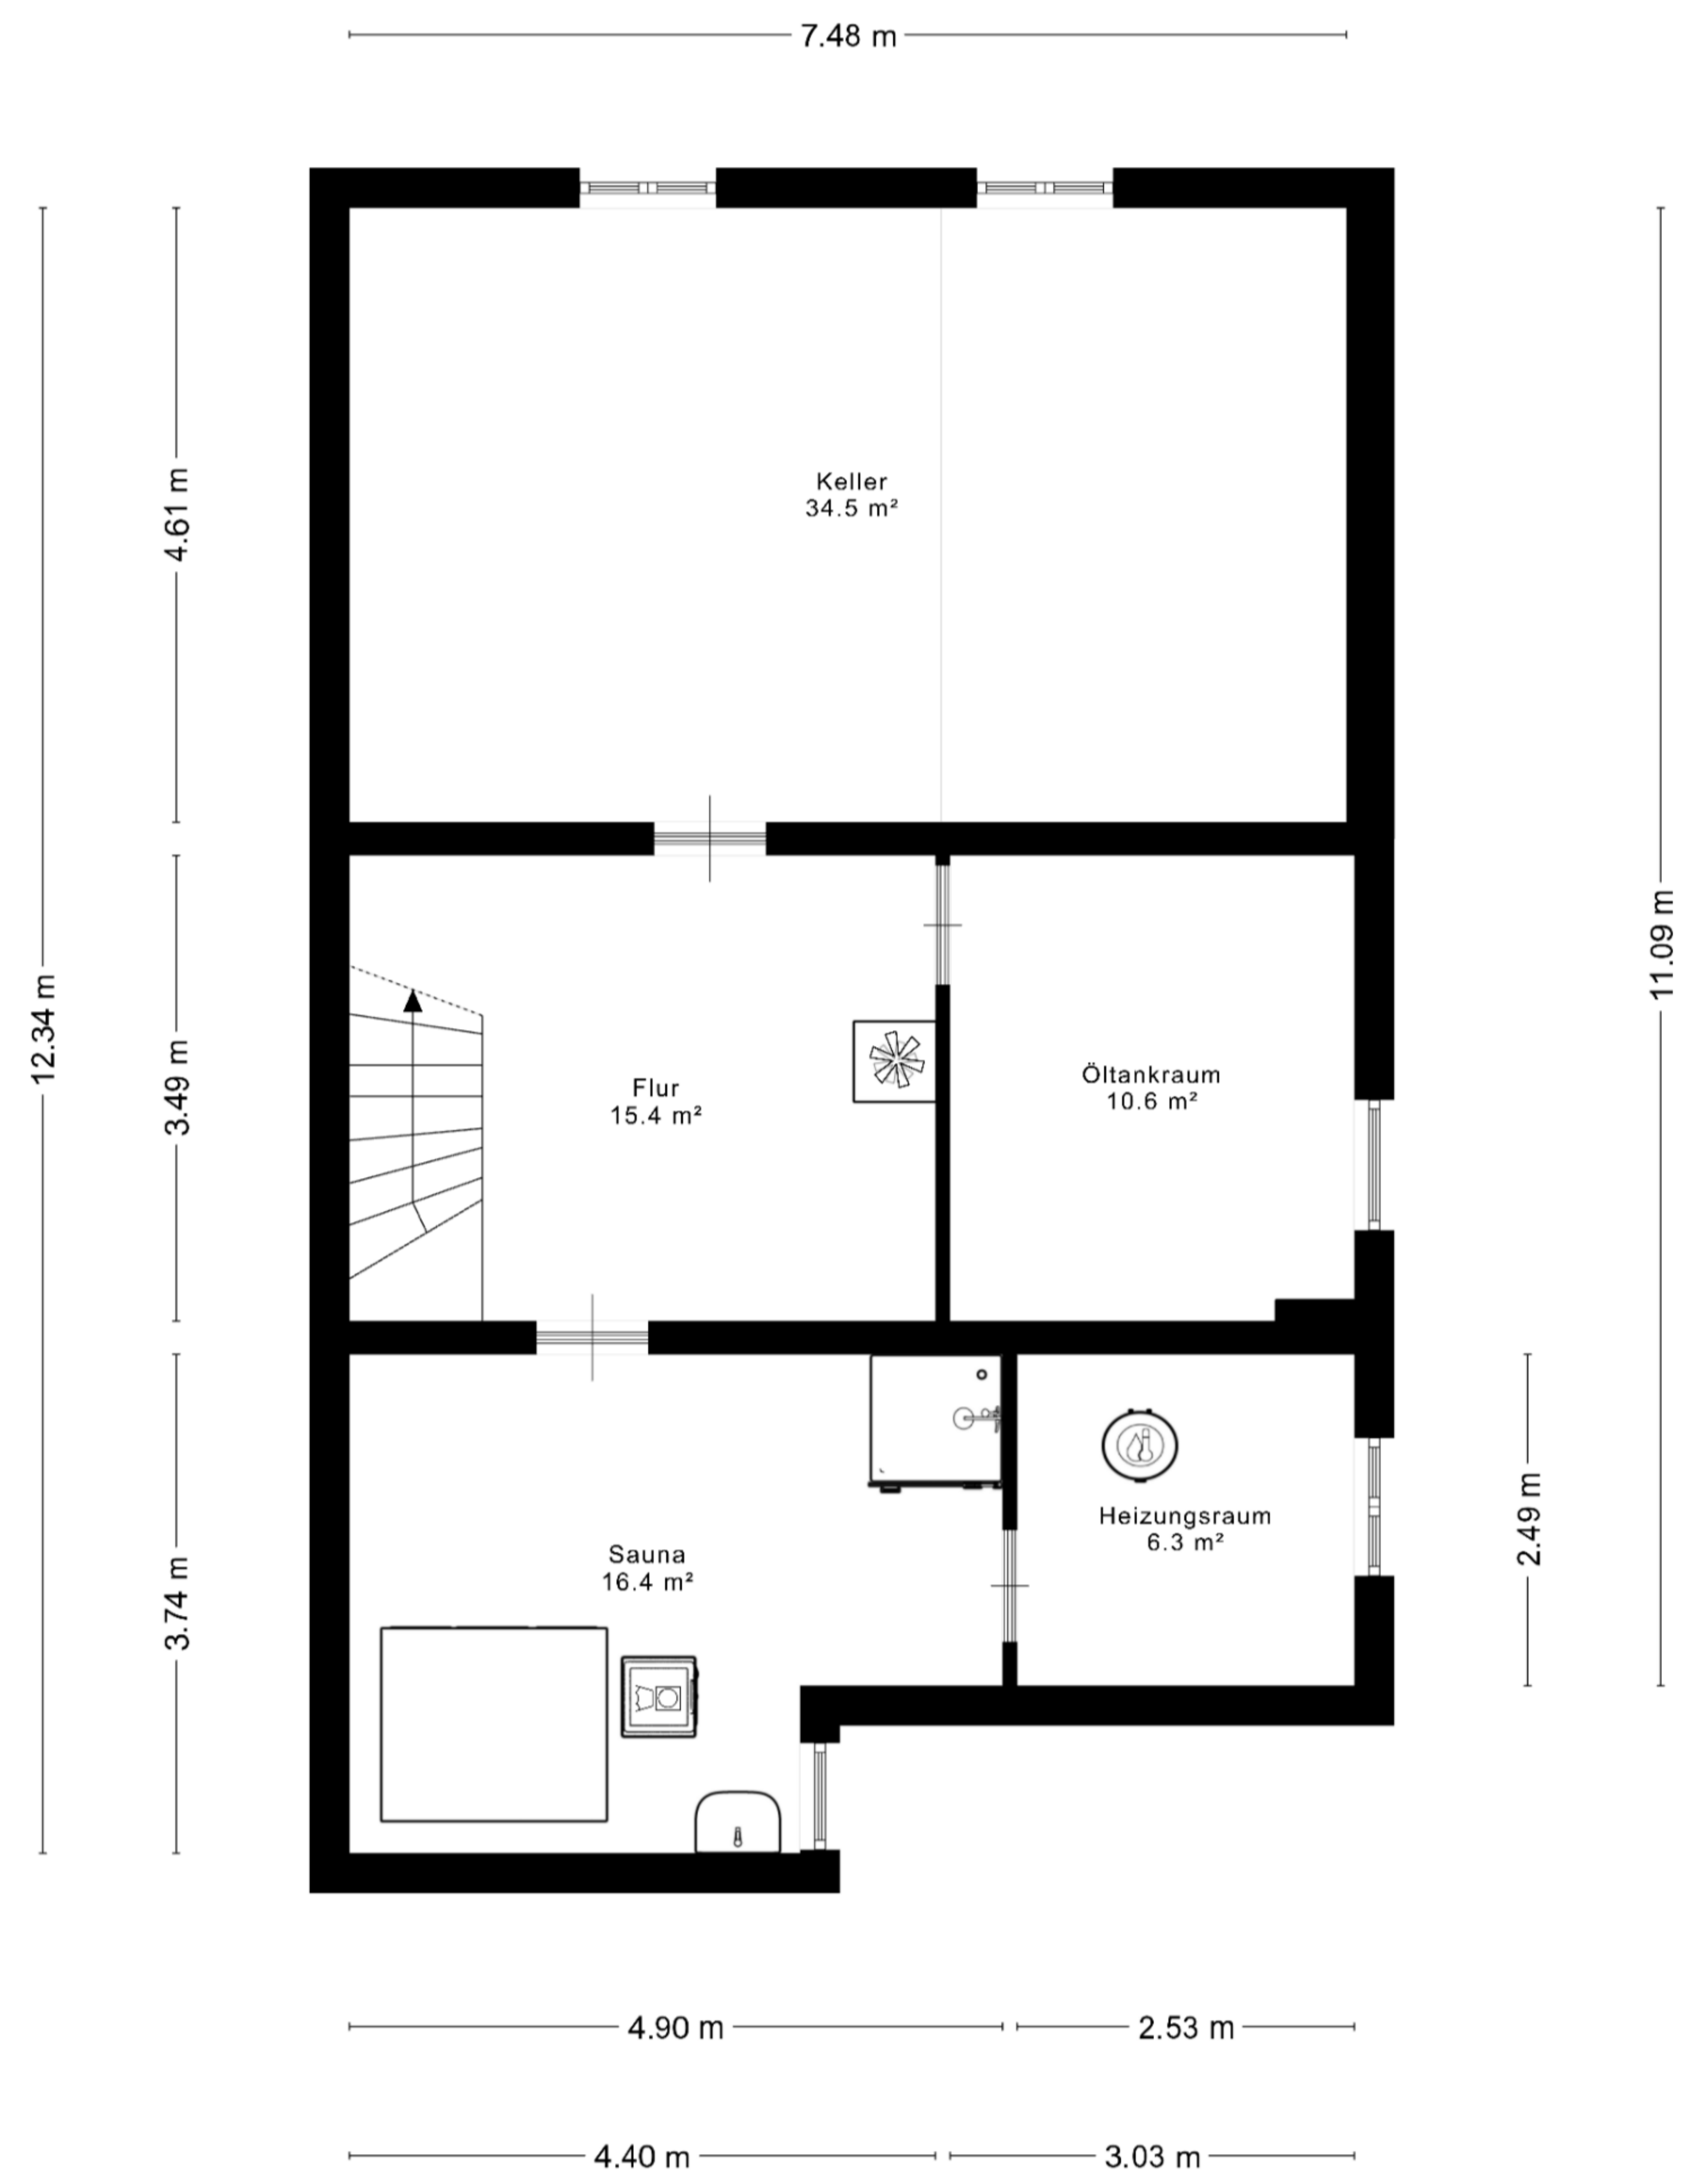 7.48 m
Keller
34.5 m²
4.61 m
12.34 m
3.49 m
11.09 m
Flur
15.4 m²
Öltankraum
10.6 m²
Heizungsraum
6.3 m²
2.49 m
Sauna
16.4 m²
3.74 m
4.90 m
2.53 m
4.40 m
3.03 m